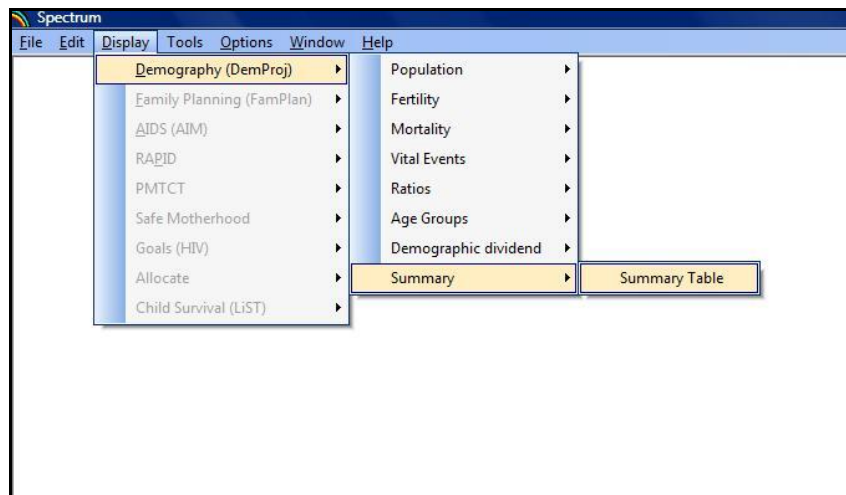 Spectrum
File Edit Display Tools Options Window Help
Demography (DemProj)
Family Planning (FamPlan)
AIDS (AIM)
RAPID
PMTCT
Safe Motherhood
Goals (HIV)
Allocate
Child Survival (LiST)
Population
Fertility
Mortality
Vital Events
Ratios
Age Groups
Demographic dividend
Summary
Summary Table